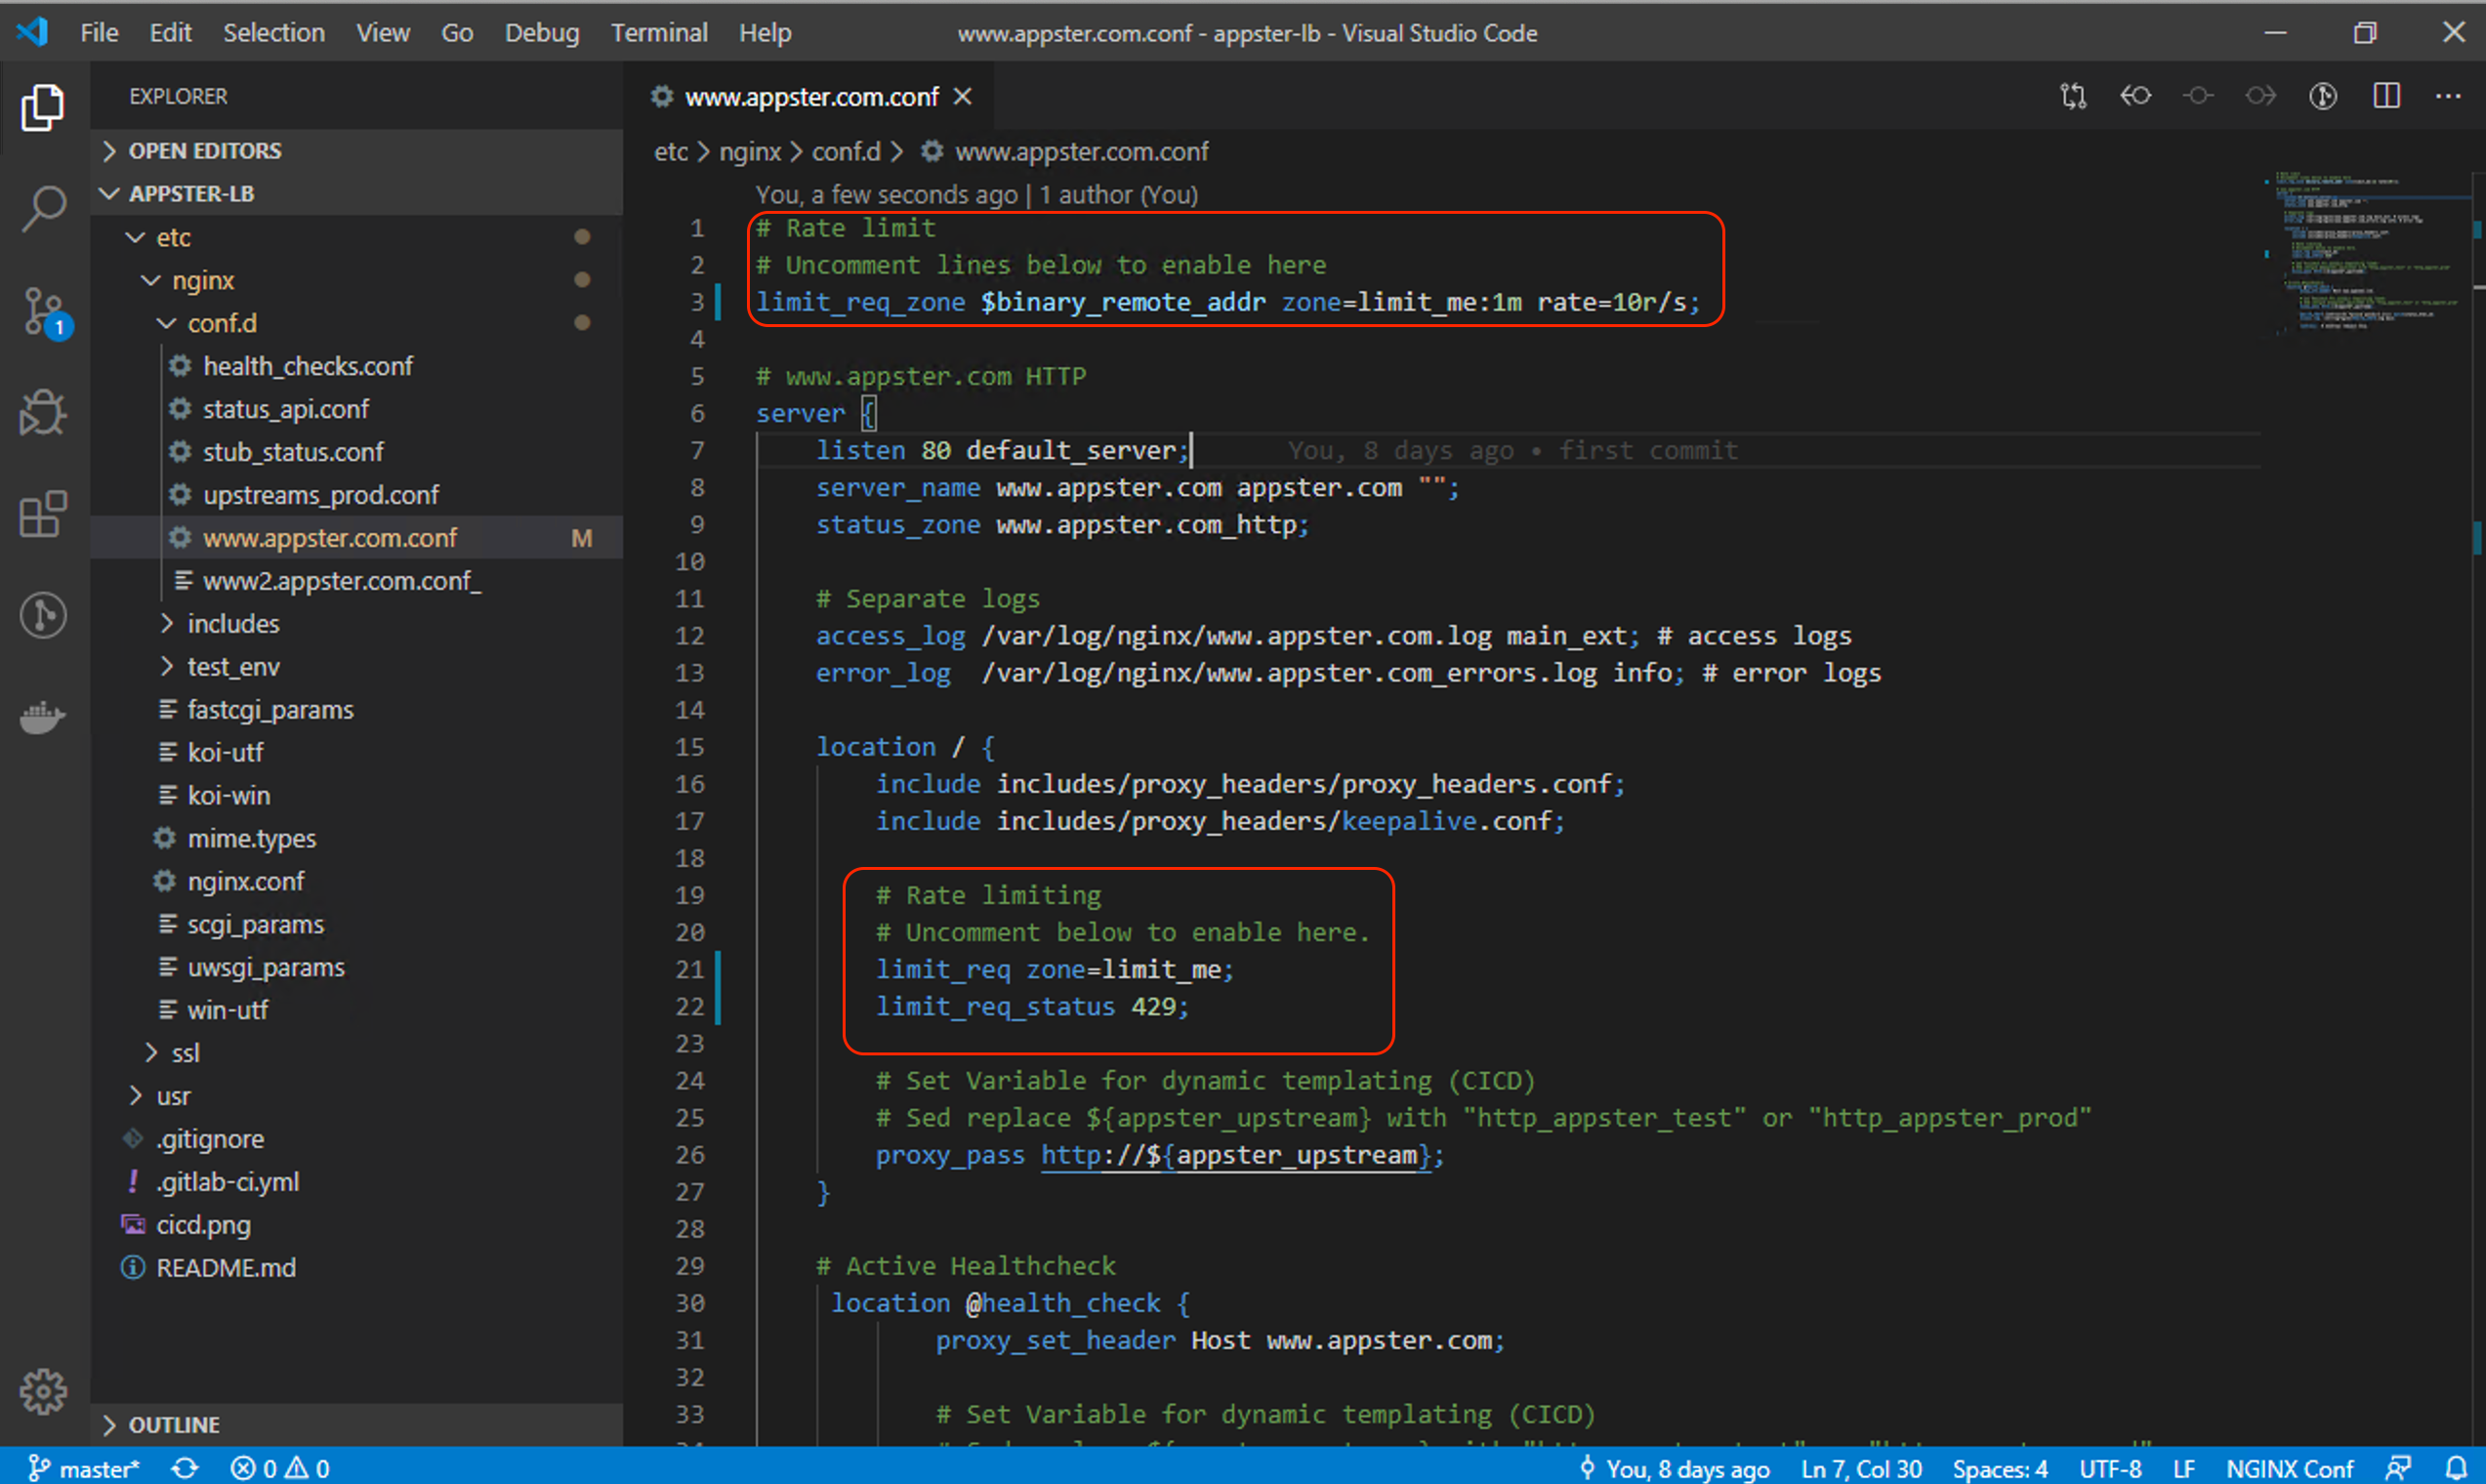 File Edit Selection View Go Debug Terminal Help www.appster.com.conf - appster-lb - Visual Studio Code
EXPLORER
OPEN EDITORS
APPSTER-LB
etc
nginx
conf.d
health_checks.conf
status_api.conf
stub_status.conf
upstreams_prod.conf
www.appster.com.conf M
www2.appster.com.conf_
includes
test_env
fastcgi_params
koi-utf
koi-win
mime.types
nginx.conf
scgi_params
uwsgi_params
win-utf
ssl
usr
.gitignore
.gitlab-ci.yml
cicd.png
README.md
OUTLINE
1
www.appster.com.conf
etc > nginx > conf.d > www.appster.com.conf
You, a few seconds ago | 1 author (You)
1 # Rate limit
2 # Uncomment lines below to enable here
3 limit_req_zone $binary_remote_addr zone=limit_me:1m rate=10r/s;
4
5 # www.appster.com HTTP
6 server {
7 listen 80 default_server; You, 8 days ago • first commit
8 server_name www.appster.com appster.com "";
9 status_zone www.appster.com_http;
10
11 # Separate logs
12 access_log /var/log/nginx/www.appster.com.log main_ext; # access logs
13 error_log /var/log/nginx/www.appster.com_errors.log info; # error logs
14
15 location / {
16 include includes/proxy_headers/proxy_headers.conf;
17 include includes/proxy_headers/keepalive.conf;
18
19 # Rate limiting
20 # Uncomment below to enable here.
21 limit_req zone=limit_me;
22 limit_req_status 429;
23
24 # Set Variable for dynamic templating (CICD)
25 # Sed replace ${appster_upstream} with "http_appster_test" or "http_appster_prod"
26 proxy_pass http://${appster_upstream};
27 }
28
29 # Active Healthcheck
30 location @health_check {
31 proxy_set_header Host www.appster.com;
32
33 # Set Variable for dynamic templating (CICD)
master* 0 0 You, 8 days ago Ln 7, Col 30 Spaces: 4 UTF-8 LF NGINX Conf